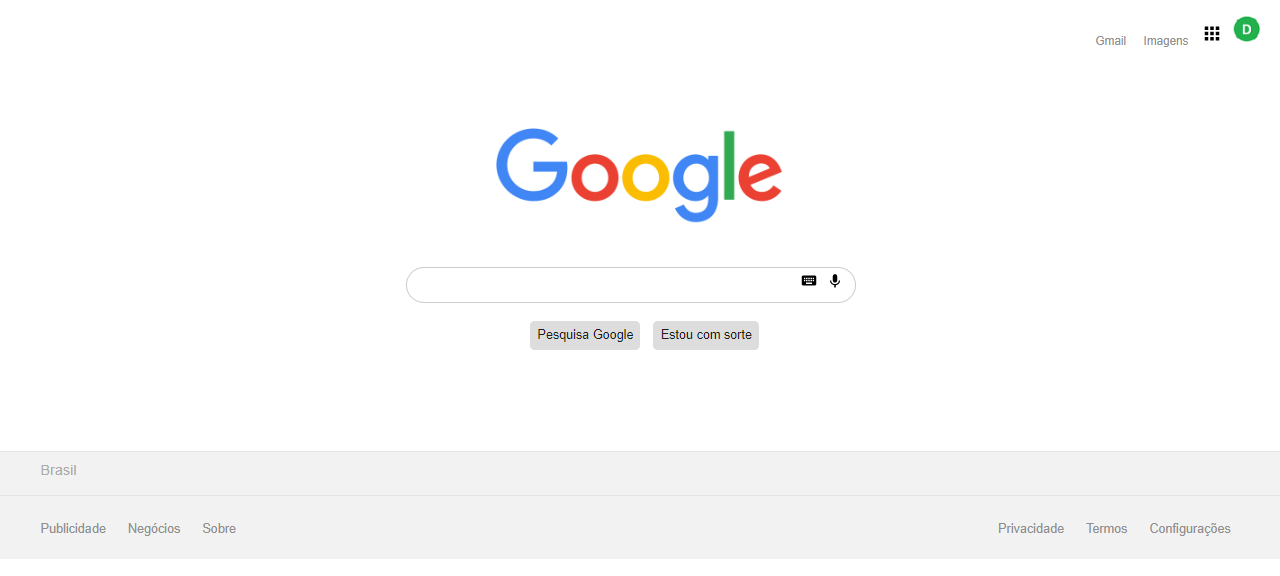 Gmail Imagens D
Google
Pesquisa Google Estou com sorte
Brasil
Publicidade Negócios Sobre Privacidade Termos Configurações